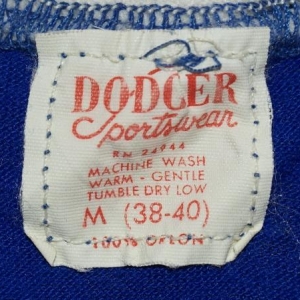 DODGER
Sportswear
RN 24944
MACHINE WASH
WARM - GENTLE
TUMBLE DRY LOW
M (38-40)
100% ORLON